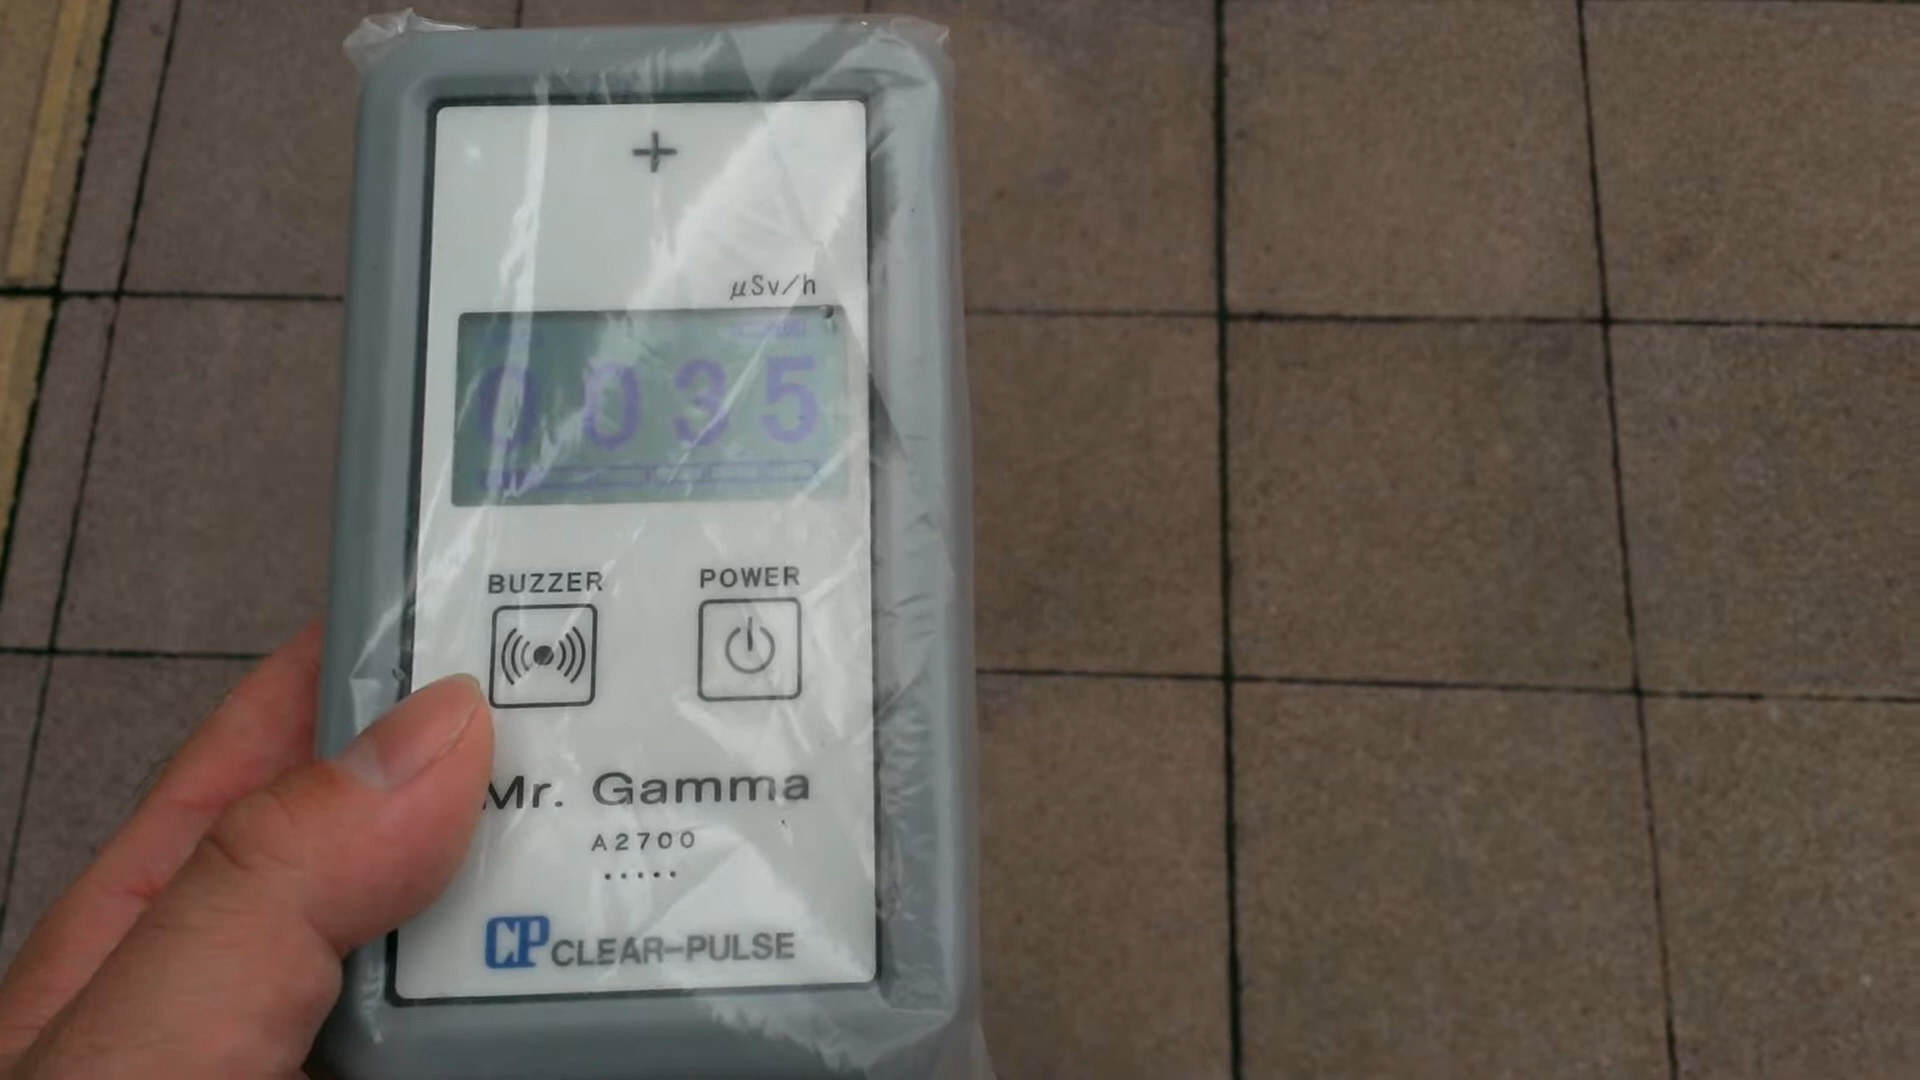 +
μSv/h
0035
BUZZER
POWER
Mr. Gamma
A2700
CP CLEAR-PULSE